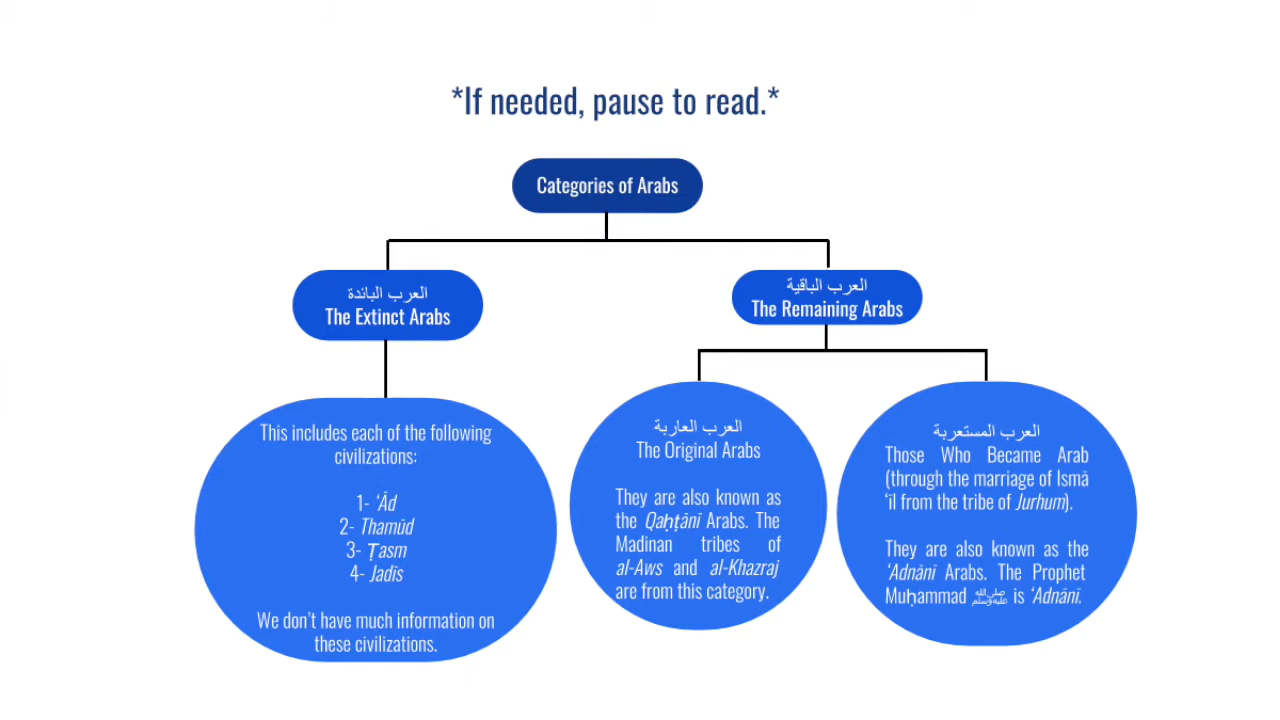 *If needed, pause to read.*
Categories of Arabs
العرب البائدة
The Extinct Arabs
العرب الباقية
The Remaining Arabs
This includes each of the following
civilizations:
1- ‘Ād
2- Thamūd
3- Ṭasm
4- Jadīs
We don’t have much information on
these civilizations.
العرب العاربة
The Original Arabs
They are also known as
the Qaḥṭānī Arabs. The
Madinan tribes of
al-Aws and al-Khazraj
are from this category.
العرب المستعربة
Those Who Became Arab
(through the marriage of Ismā
‘īl from the tribe of Jurhum).
They are also known as the
‘Adnānī Arabs. The Prophet
Muḥammad ﷺ is ‘Adnānī.